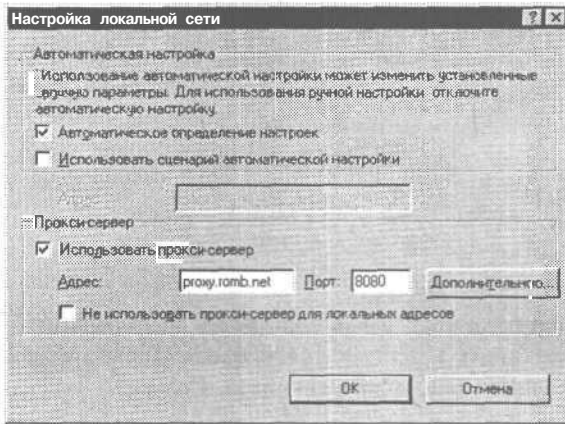 Настройка локальной сети
Автоматическая настройка
Использование автоматической настройки может изменить установленные
вручную параметры. Для использования ручной настройки отключите
автоматическую настройку.
Автоматическое определение настроек
Использовать сценарий автоматической настройки
Адрес:
Прокси-сервер
Использовать прокси-сервер
Адрес: proxy.romb.net Порт: 8080 Дополнительно...
Не использовать прокси-сервер для локальных адресов
OK Отмена